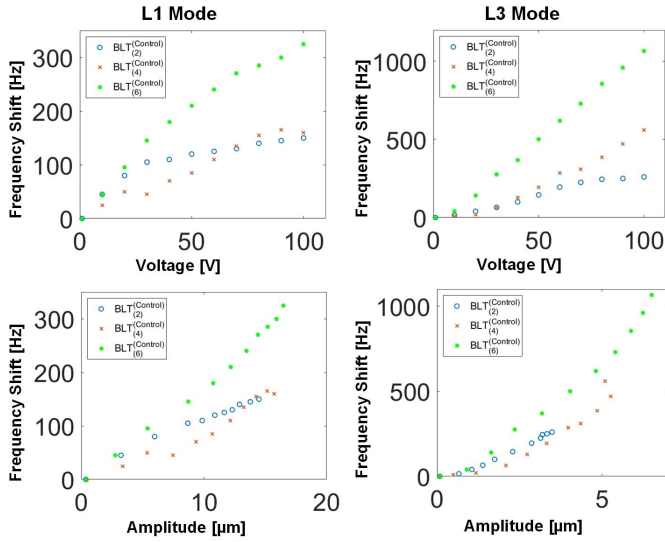 L1 Mode
L3 Mode
Frequency Shift [Hz]
300
200
100
0
BLT(Control)(2)
BLT(Control)(4)
BLT(Control)(6)
0
50
100
Voltage [V]
Frequency Shift [Hz]
1000
500
0
BLT(Control)(2)
BLT(Control)(4)
BLT(Control)(6)
0
50
100
Voltage [V]
Frequency Shift [Hz]
300
200
100
0
BLT(Control)(2)
BLT(Control)(4)
BLT(Control)(6)
0
10
20
Amplitude [µm]
Frequency Shift [Hz]
1000
500
0
BLT(Control)(2)
BLT(Control)(4)
BLT(Control)(6)
0
5
Amplitude [µm]